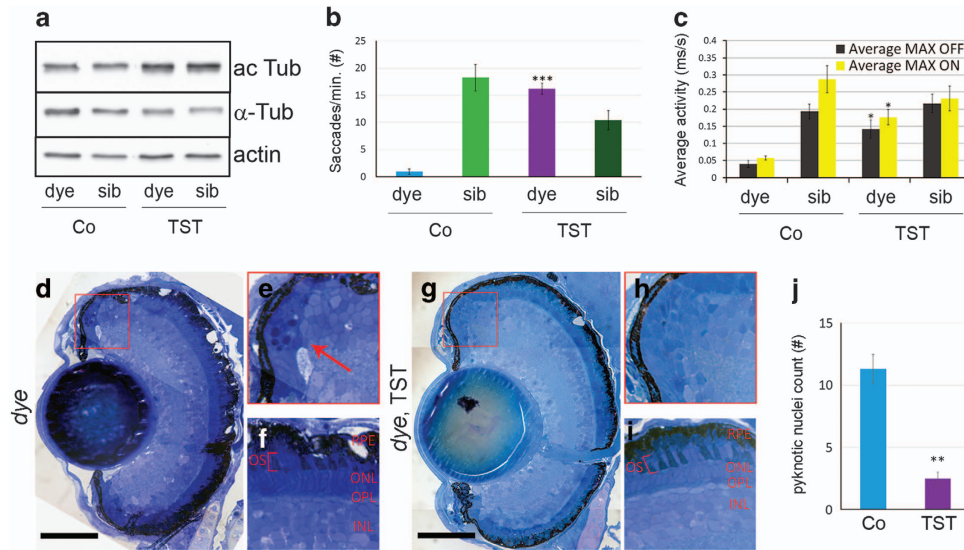 a
ac Tub
α-Tub
actin
dye sib dye sib
Co TST
b
Saccades/min. (#)
25
20
15
10
5
0
***
dye sib dye sib
Co TST
c
Average activity (ms/s)
0.4
0.35
0.3
0.25
0.2
0.15
0.1
0.05
0
Average MAX OFF
Average MAX ON
* *
dye sib dye sib
Co TST
d
dye
e
f
RPE
OS
ONL
OPL
INL
g
dye, TST
h
i
RPE
OS
ONL
OPL
INL
j
pyknotic nuclei count (#)
15
10
5
0
**
Co TST